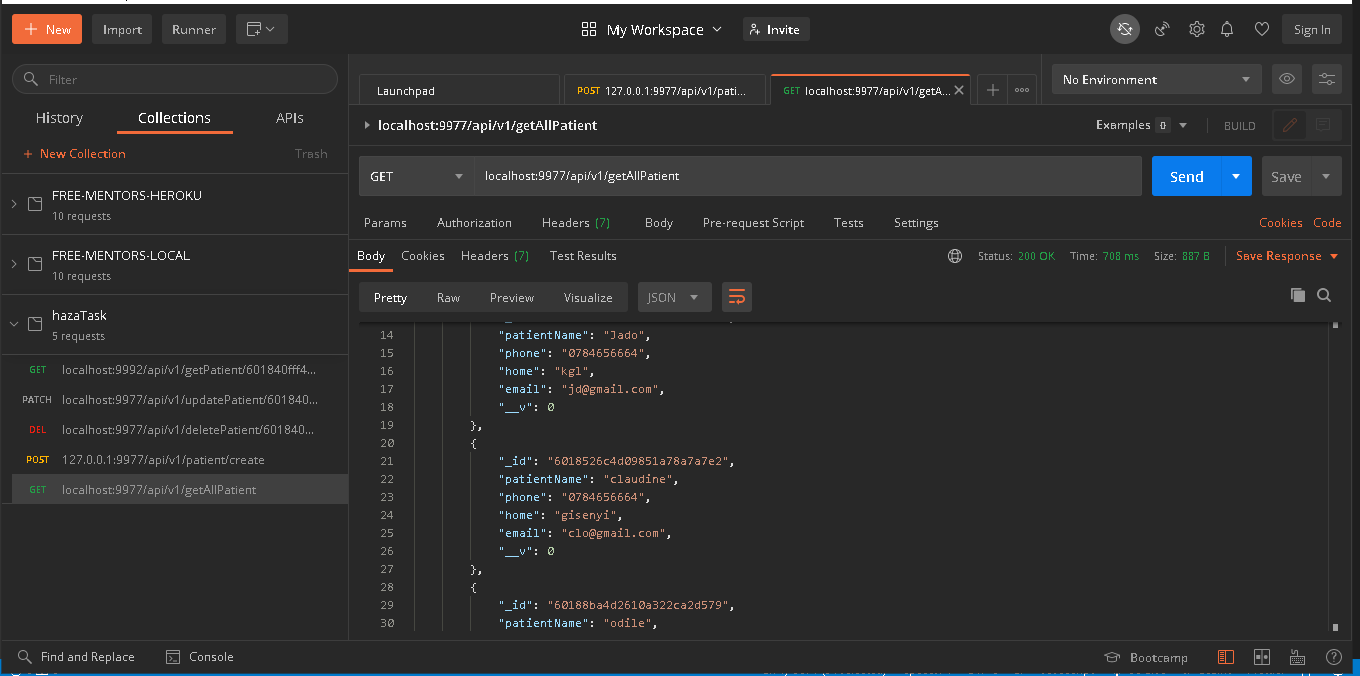 New Import Runner My Workspace Invite Sign In
Filter
Launchpad POST 127.0.0.1:9977/api/v1/pati... GET localhost:9977/api/v1/getA... No Environment
History Collections APIs
localhost:9977/api/v1/getAllPatient Examples 0 BUILD
+ New Collection Trash
GET localhost:9977/api/v1/getAllPatient Send Save
FREE-MENTORS-HEROKU
10 requests
Params Authorization Headers (7) Body Pre-request Script Tests Settings Cookies Code
FREE-MENTORS-LOCAL
10 requests
Body Cookies Headers (7) Test Results Status: 200 OK Time: 708 ms Size: 887 B Save Response
Pretty Raw Preview Visualize JSON
hazaTask
5 requests
GET localhost:9992/api/v1/getPatient/601840fff4...
PATCH localhost:9977/api/v1/updatePatient/601840...
DEL localhost:9977/api/v1/deletePatient/601840...
POST 127.0.0.1:9977/api/v1/patient/create
GET localhost:9977/api/v1/getAllPatient
14 "patientName": "Jado",
15 "phone": "0784656664",
16 "home": "kgl",
17 "email": "jd@gmail.com",
18 "__v": 0
19 },
20 {
21 "_id": "6018526c4d09851a78a7a7e2",
22 "patientName": "claudine",
23 "phone": "0784656664",
24 "home": "gisenyi",
25 "email": "clo@gmail.com",
26 "__v": 0
27 },
28 {
29 "_id": "60188ba4d2610a322ca2d579",
30 "patientName": "odile",
Find and Replace Console Bootcamp